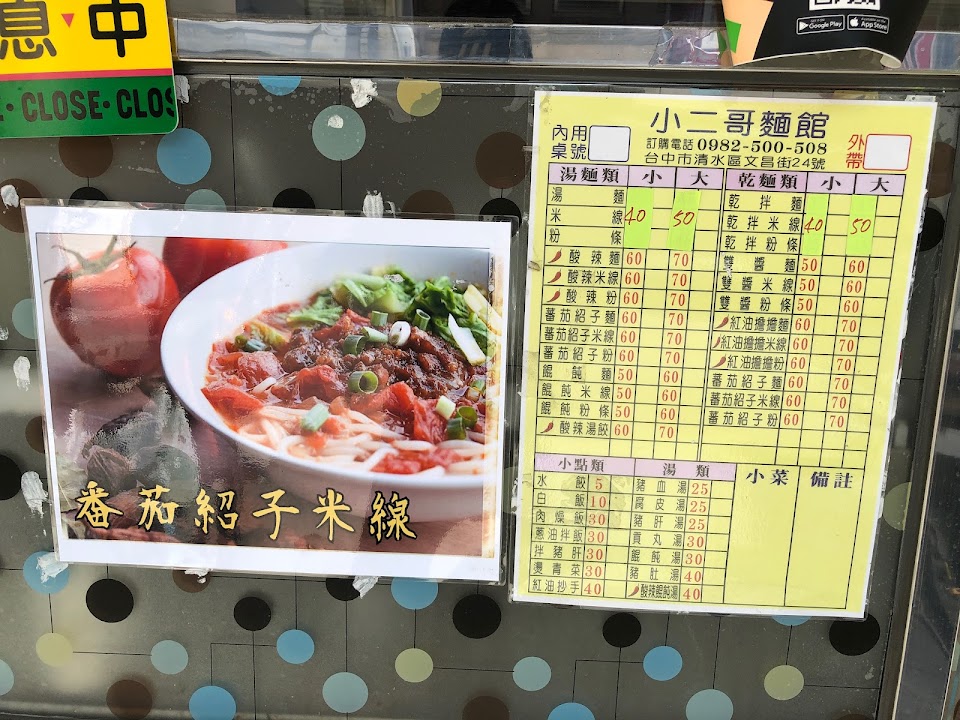 息中
CLOSE · CLOS
GET IT ON Google Play
Available on the App Store
番茄紹子米線
小二哥麵館
內用桌號
訂購電話0982-500-508
台中市清水區文昌街24號
外帶
湯麵類 小 大
湯麵
米線 40 50
粉條
酸辣麵 60 70
酸辣米線 60 70
酸辣粉 60 70
蕃茄紹子麵 60 70
蕃茄紹子米線 60 70
蕃茄紹子粉 60 70
餛飩麵 50 60
餛飩米線 50 60
餛飩粉條 50 60
酸辣湯餃 60 70
乾麵類 小 大
乾拌麵
乾拌米線 40 50
乾拌粉條
雙醬麵 50 60
雙醬米線 50 60
雙醬粉條 50 60
紅油擔擔麵 60 70
紅油擔擔米線 60 70
紅油擔擔粉 60 70
蕃茄紹子麵 60 70
蕃茄紹子米線 60 70
蕃茄紹子粉 60 70
小點類
水餃 5
白飯 10
肉燥飯 30
蔥油拌飯 30
拌豬肝 30
燙青菜 30
紅油抄手 40
湯類
豬血湯 25
腐皮湯 25
豬肝湯 25
貢丸湯 30
餛飩湯 30
豬肚湯 40
酸辣餛飩湯 40
小菜
備註